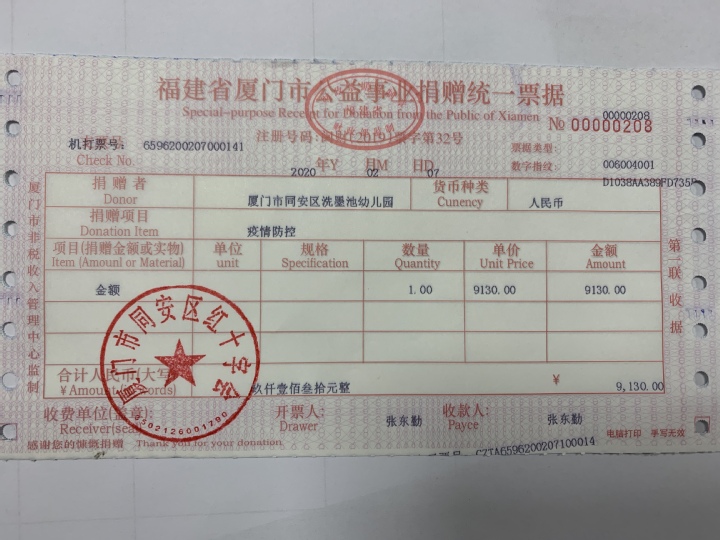 福建省厦门市公益事业捐赠统一票据
Special-purpose Receipt for Donation from the Public of Xiamen
00000208
№ 00000208
机打票号: 6596200207000141
Check No.
注册号码: 第32号
票据类型:
数字指纹: 006004001
D1038AA389FD735B
2020 年Y 02 月M 07 日D
捐赠者 厦门市同安区洗墨池幼儿园 货币种类 人民币
Donor Cunency
捐赠项目 疫情防控
Donation Item
项目(捐赠金额或实物) 单位 规格 数量 单价 金额
Item (Amounl or Material) unit Specification Quantity Unit Price Amount
金额 1.00 9130.00 9130.00
合计人民币(大写 玖仟壹佰叁拾元整 ¥ 9,130.00
¥Amount
收费单位 开票人: 张东勤 收款人: 张东勤
Receiver(seal Drawer Payce
电脑打印 手写无效
感谢您的慷慨捐赠 Thank you for your donation.
CZTA6596200207100014
厦门市非税收入管理中心监制
第一联收据
厦门市同安区红十字会